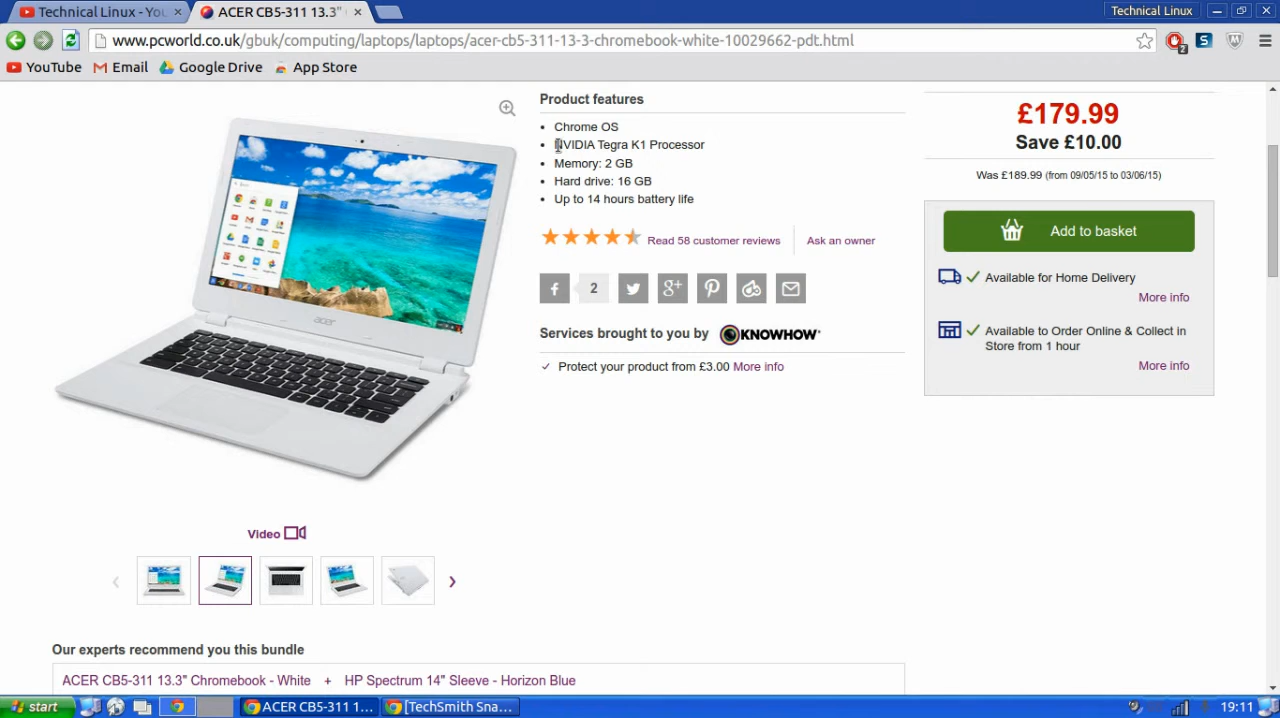 Technical Linux - You
ACER CB5-311 13.3"
Technical Linux
www.pcworld.co.uk/gbuk/computing/laptops/laptops/acer-cb5-311-13-3-chromebook-white-10029662-pdt.html
2
S
YouTube
Email
Google Drive
App Store
Product features
Chrome OS
NVIDIA Tegra K1 Processor
Memory: 2 GB
Hard drive: 16 GB
Up to 14 hours battery life
Read 58 customer reviews
Ask an owner
2
Services brought to you by KNOWHOW
Protect your product from £3.00 More info
£179.99
Save £10.00
Was £189.99 (from 09/05/15 to 03/06/15)
Add to basket
Available for Home Delivery
More info
Available to Order Online & Collect in
Store from 1 hour
More info
acer
Video
Our experts recommend you this bundle
ACER CB5-311 13.3" Chromebook - White + HP Spectrum 14" Sleeve - Horizon Blue
start
ACER CB5-311 1...
[TechSmith Sna...
19:11